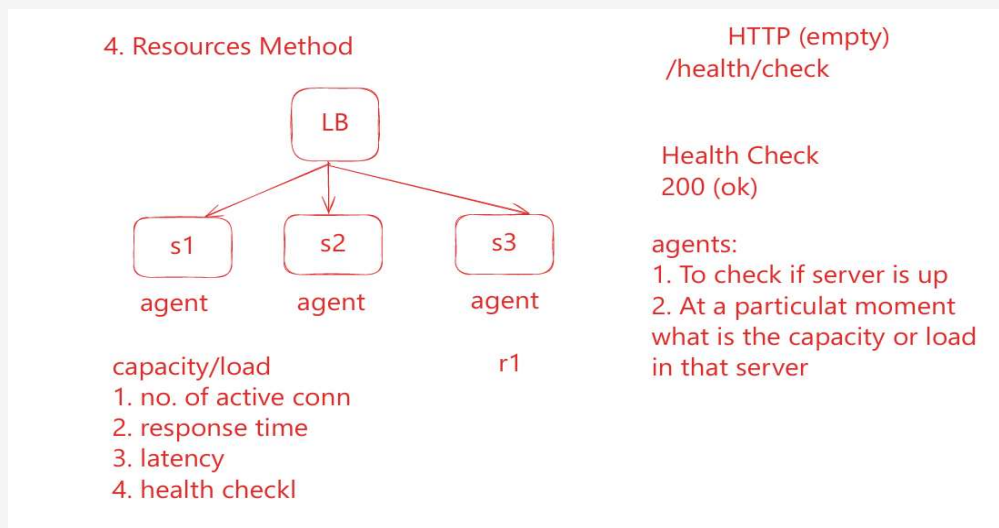 4. Resources Method
LB
s1
s2
s3
agent
agent
agent
capacity/load
1. no. of active conn
2. response time
3. latency
4. health checkl
r1
HTTP (empty)
/health/check
Health Check
200 (ok)
agents:
1. To check if server is up
2. At a particulat moment
what is the capacity or load
in that server